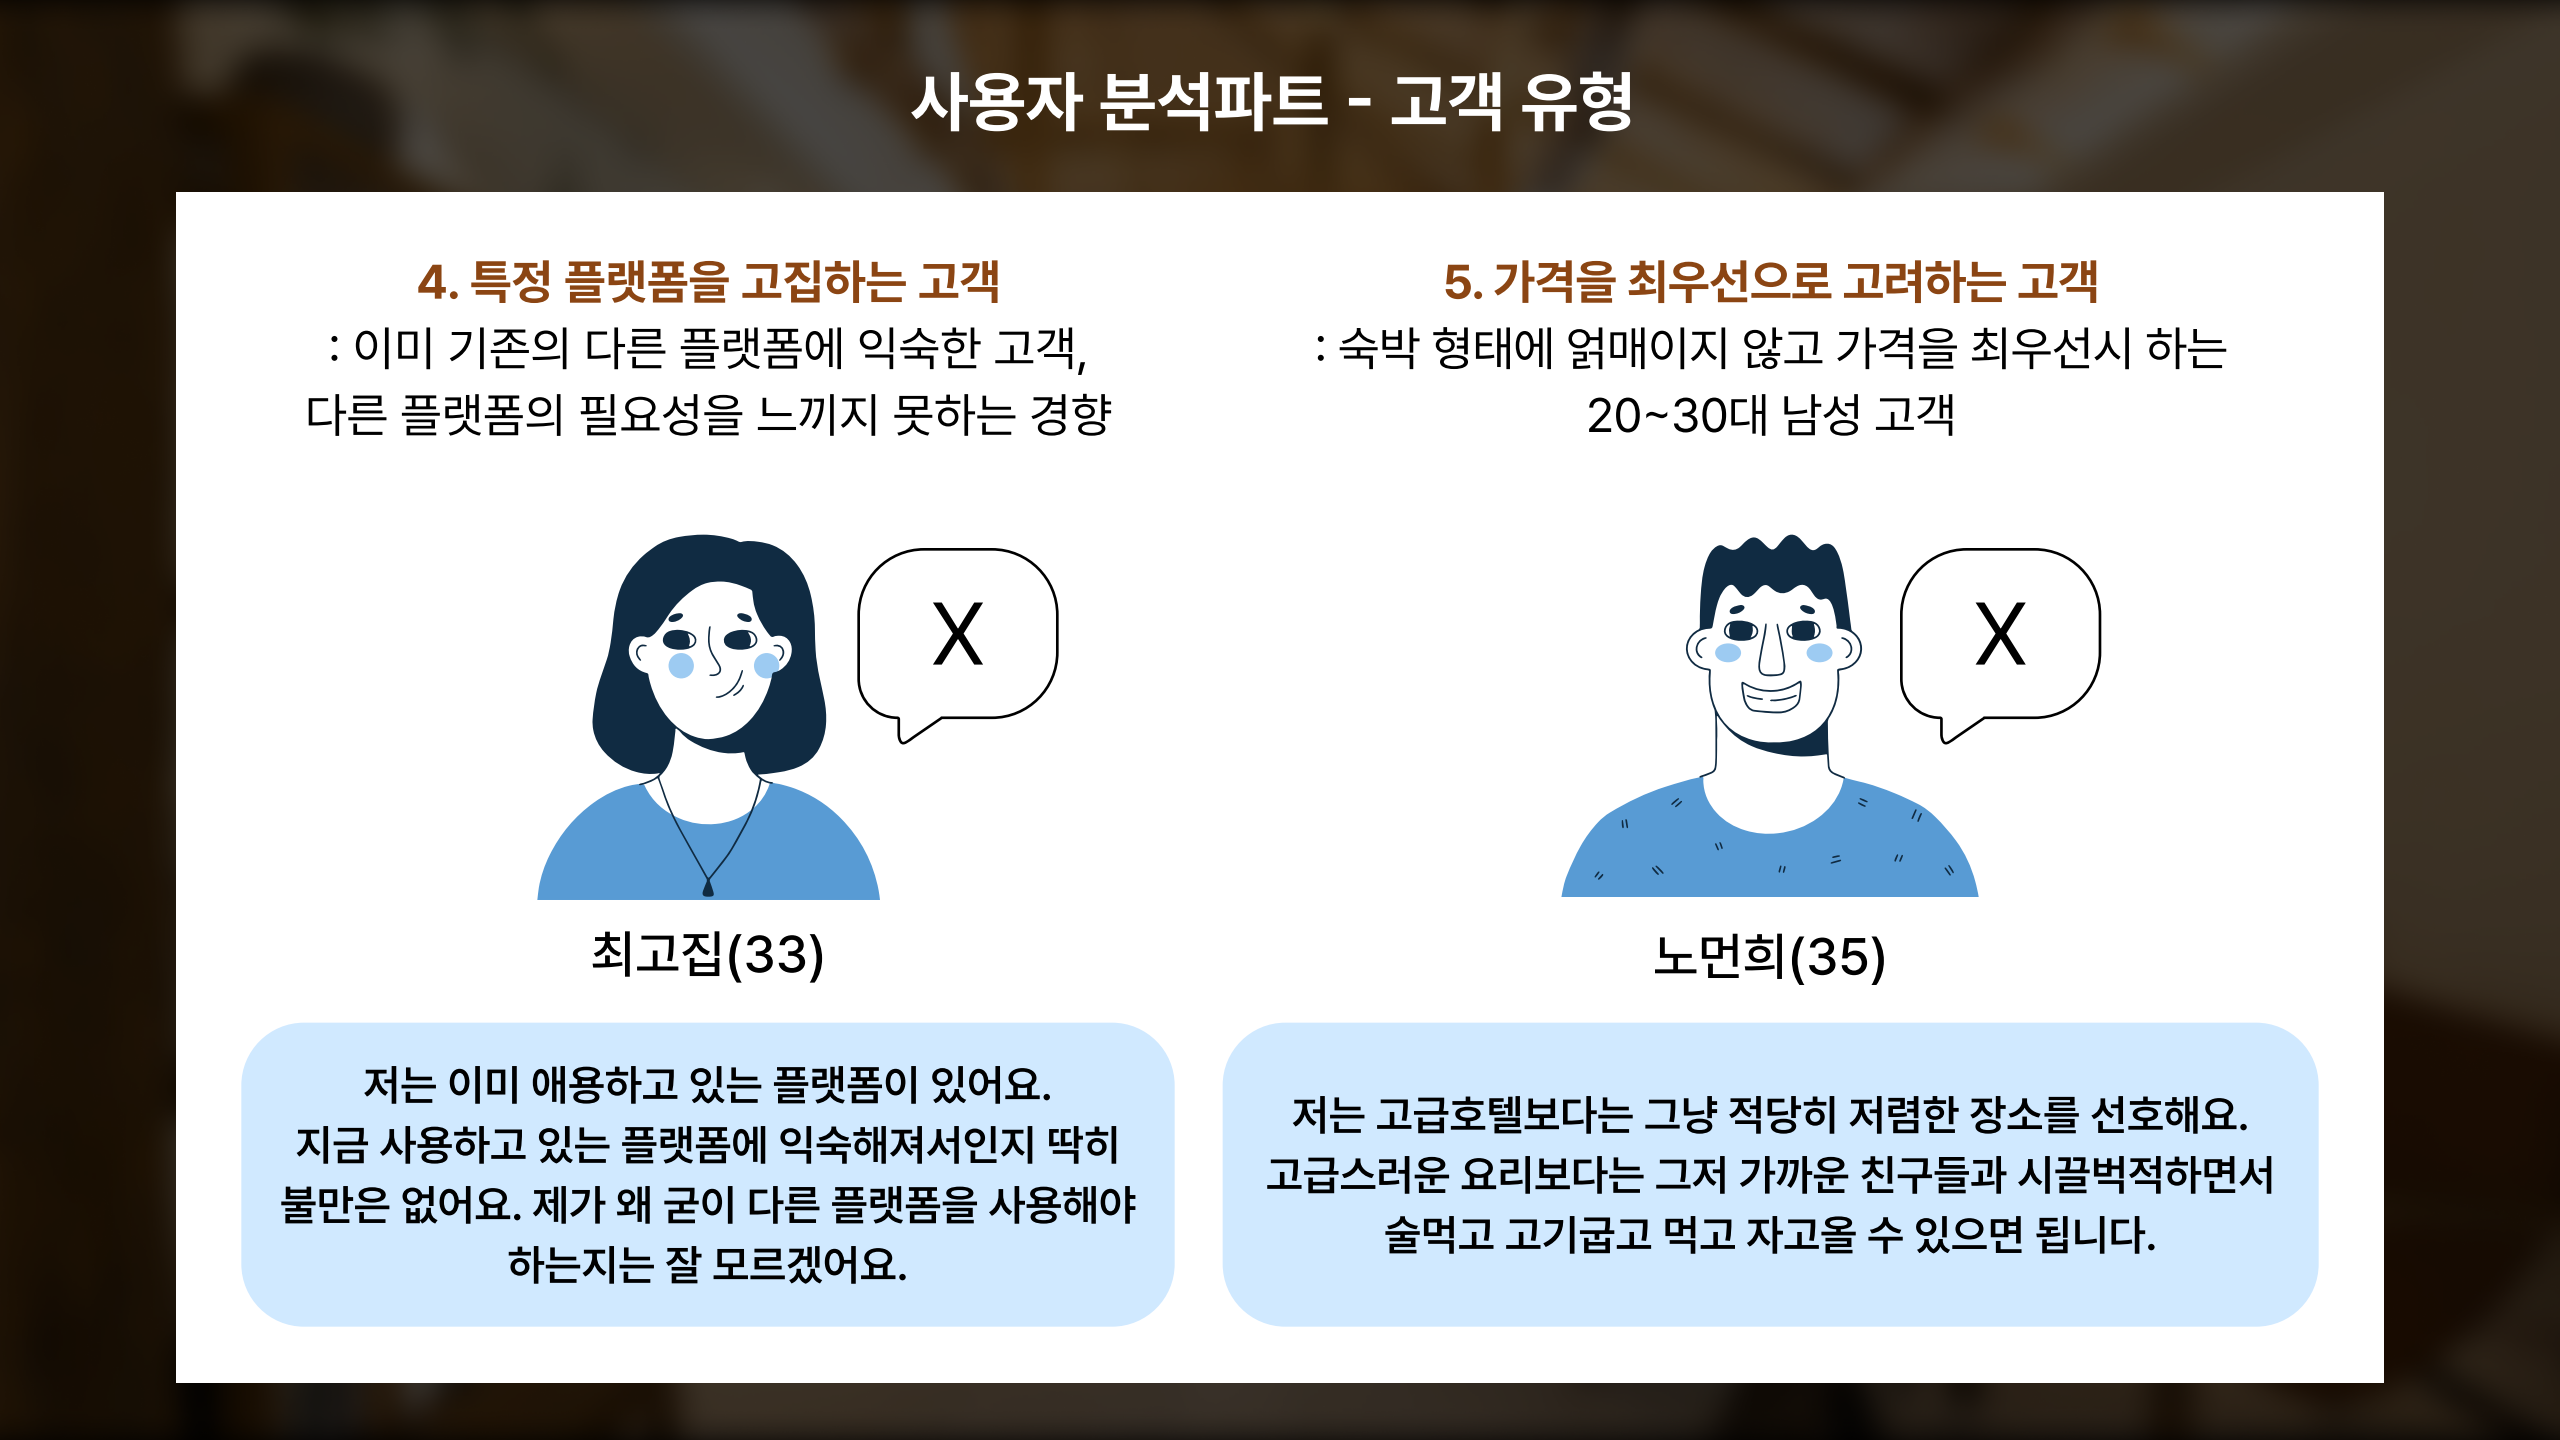 사용자 분석파트 - 고객 유형
4. 특정 플랫폼을 고집하는 고객
: 이미 기존의 다른 플랫폼에 익숙한 고객,
다른 플랫폼의 필요성을 느끼지 못하는 경향
X
최고집(33)
저는 이미 애용하고 있는 플랫폼이 있어요.
지금 사용하고 있는 플랫폼에 익숙해져서인지 딱히
불만은 없어요. 제가 왜 굳이 다른 플랫폼을 사용해야
하는지는 잘 모르겠어요.
5. 가격을 최우선으로 고려하는 고객
: 숙박 형태에 얽매이지 않고 가격을 최우선시 하는
20~30대 남성 고객
X
노먼희(35)
저는 고급호텔보다는 그냥 적당히 저렴한 장소를 선호해요.
고급스러운 요리보다는 그저 가까운 친구들과 시끌벅적하면서
술먹고 고기굽고 먹고 자고올 수 있으면 됩니다.